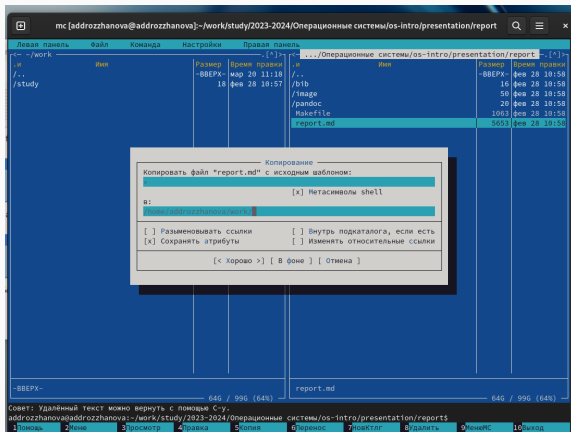 mc [addrozzhanova@addrozzhanova]:~/work/study/2023-2024/Операционные системы/os-intro/presentation/report
Левая панель Файл Команда Настройки Правая панель
<- ~/work -.[^]> <- .../Операционные системы/os-intro/presentation/report -.[^]>
.и Имя Размер Время правки .и Имя Размер Время правки
/.. -ВВЕРХ- мар 20 11:18 /.. -ВВЕРХ- фев 28 10:58
/study 18 фев 28 10:57 /bib 16 фев 28 10:58
/image 50 фев 28 10:58
/pandoc 20 фев 28 10:58
Makefile 1063 фев 28 10:58
report.md 5653 фев 28 10:58
Копирование
Копировать файл "report.md" с исходным шаблоном:
*
[x] Метасимволы shell
в:
/home/addrozzhanova/work/
[ ] Разыменовывать ссылки [ ] Внутрь подкаталога, если есть
[x] Сохранять атрибуты [ ] Изменять относительные ссылки
[< Хорошо >] [ В фоне ] [ Отмена ]
-ВВЕРХ- report.md
64G / 99G (64%) 64G / 99G (64%)
Совет: Удалённый текст можно вернуть с помощью C-y.
addrozzhanova@addrozzhanova:~/work/study/2023-2024/Операционные системы/os-intro/presentation/report$
1Помощь 2Меню 3Просмотр 4Правка 5Копия 6Перенос 7НовКтлг 8Удалить 9МенюМС 10Выход